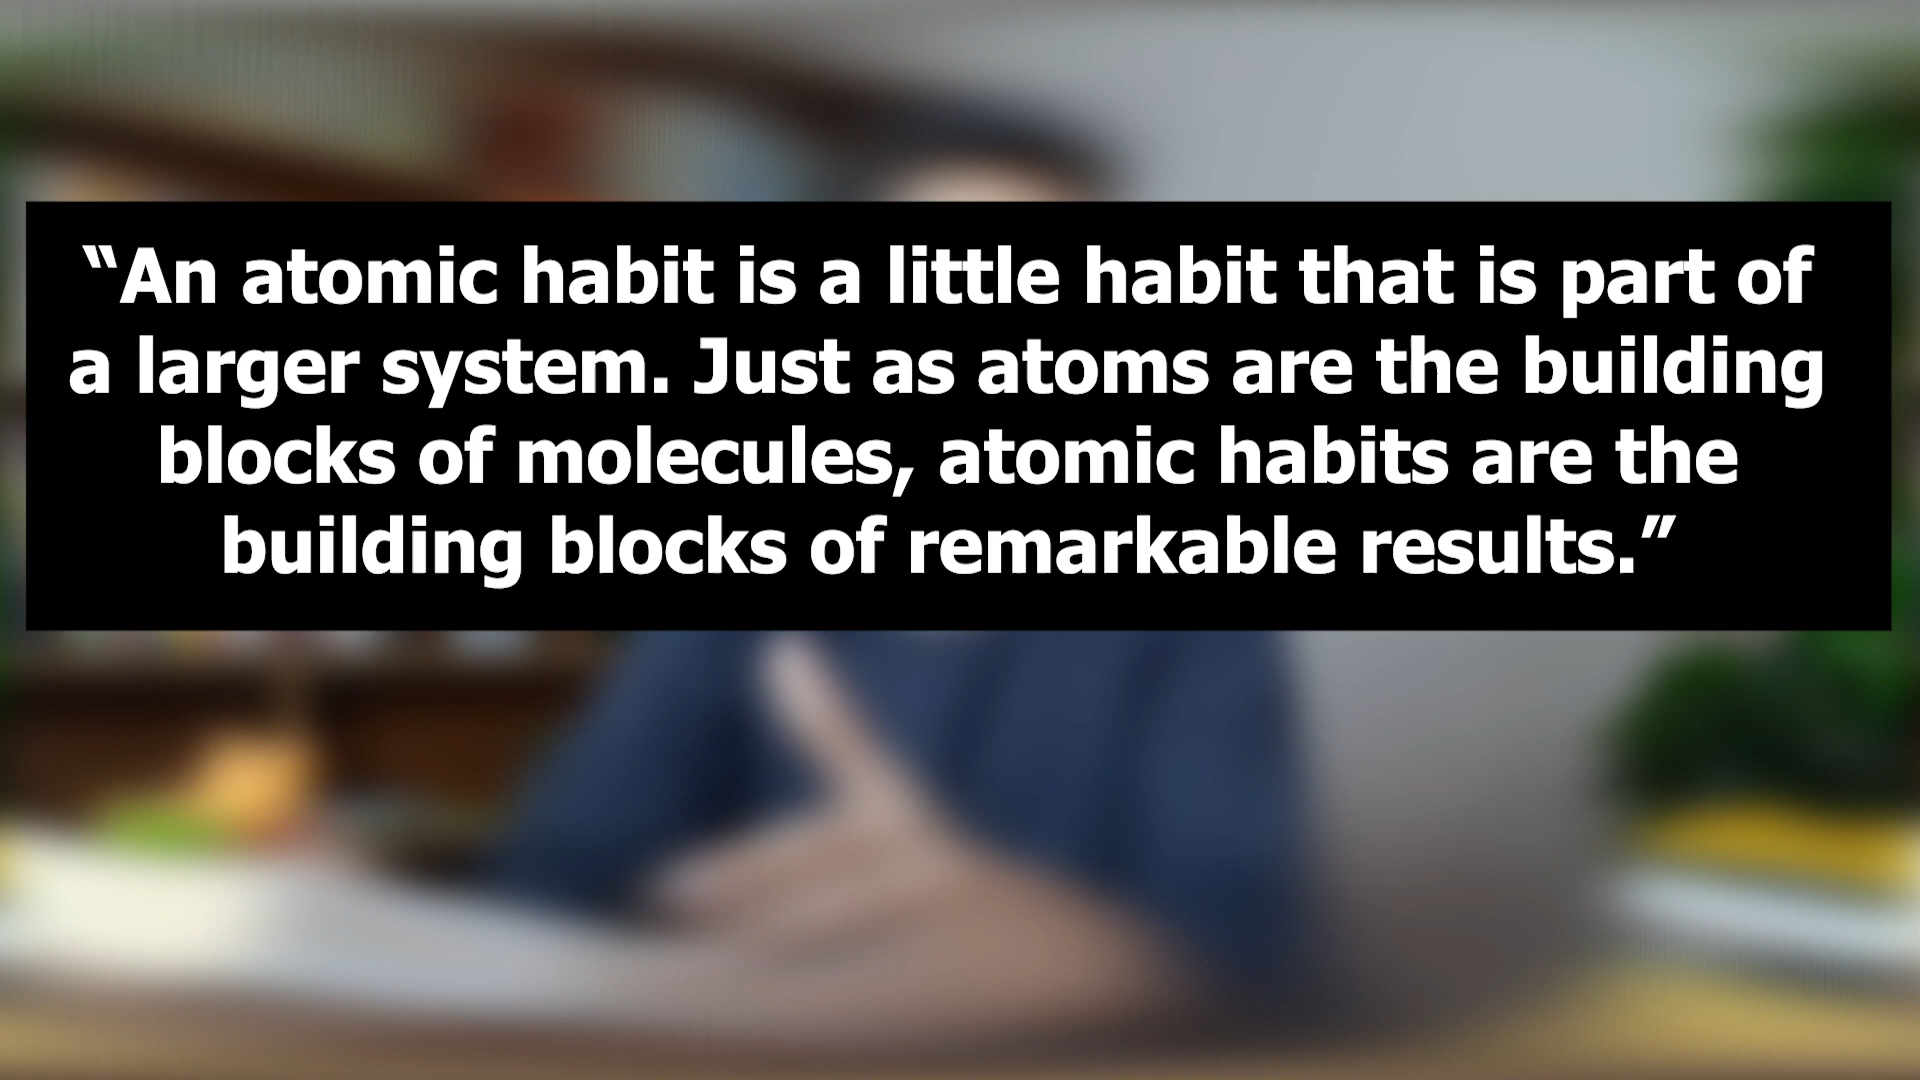 “An atomic habit is a little habit that is part of
a larger system. Just as atoms are the building
blocks of molecules, atomic habits are the
building blocks of remarkable results.”